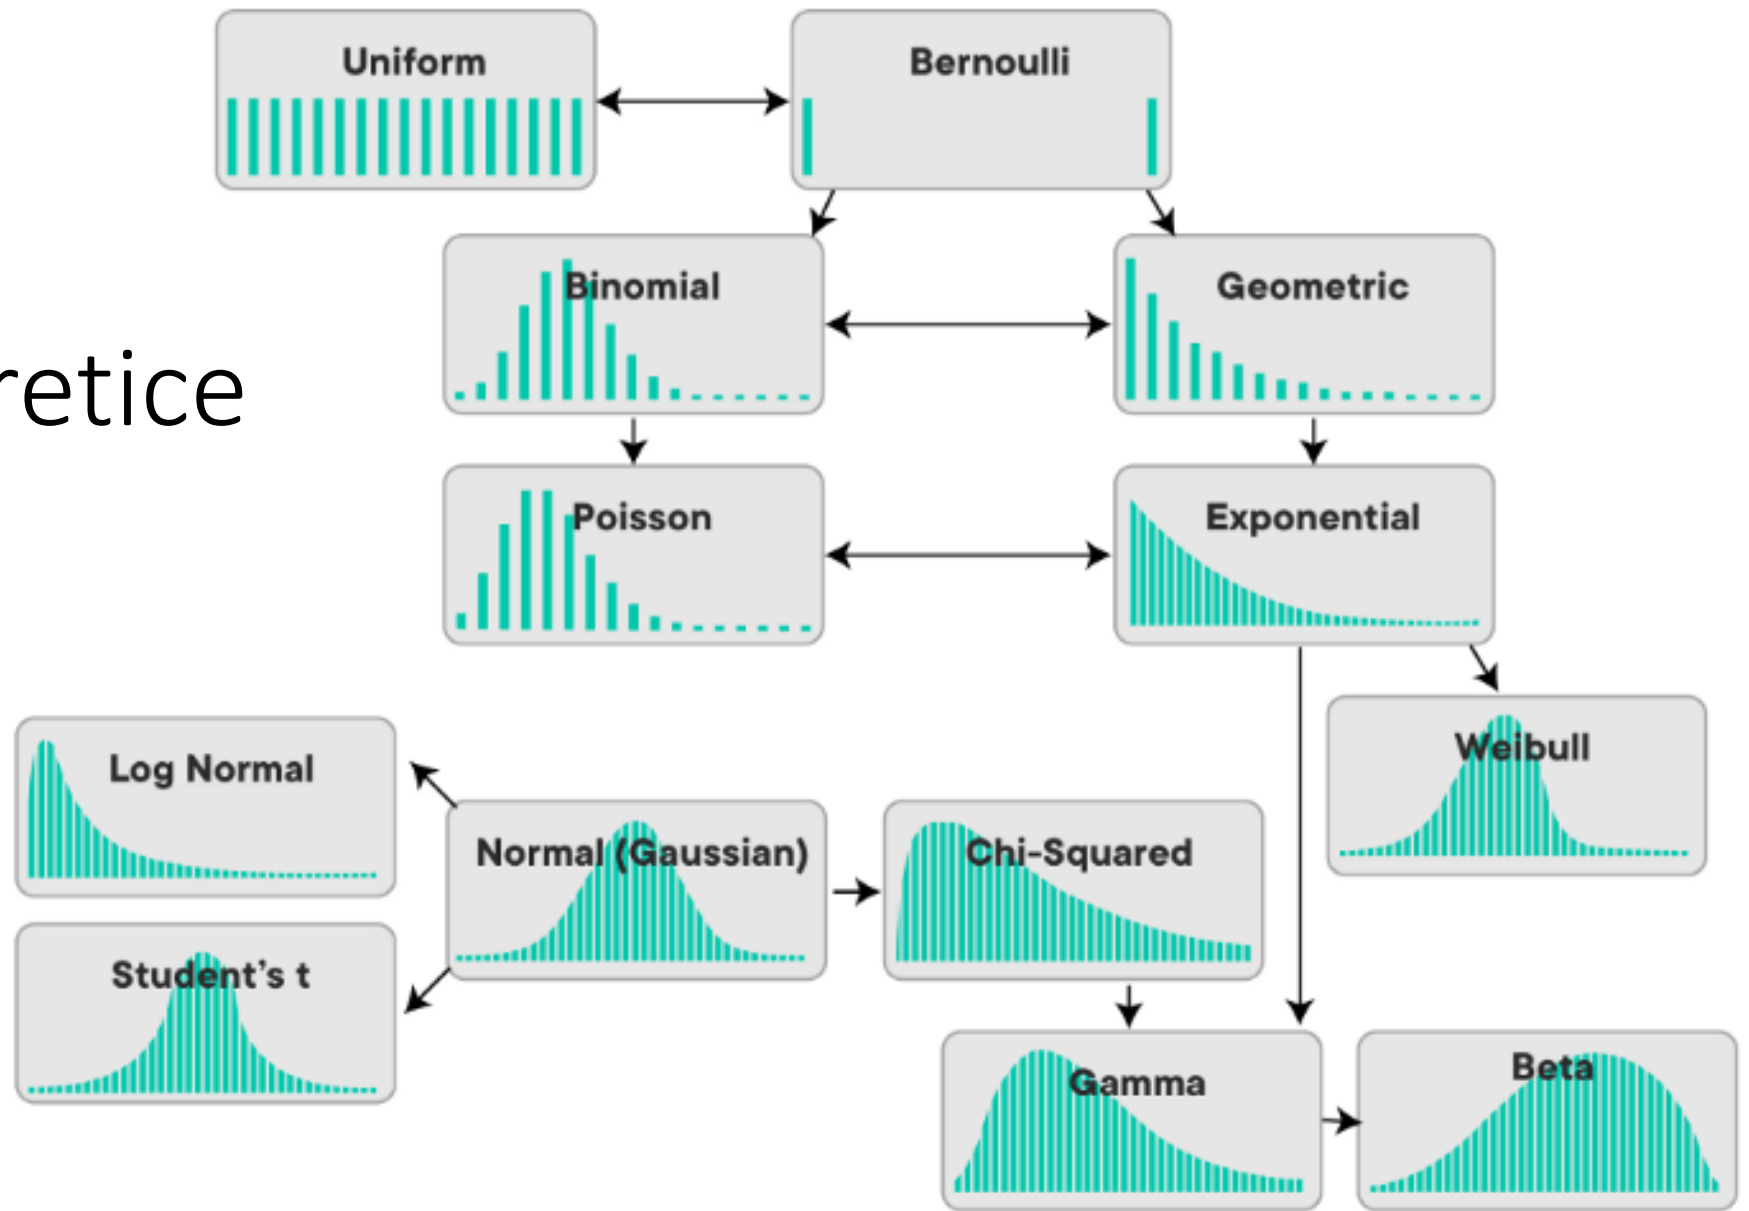 Uniform
Bernoulli
Binomial
Geometric
retice
Poisson
Exponential
Weibull
Log Normal
Normal (Gaussian)
Chi-Squared
Student's t
Gamma
Beta